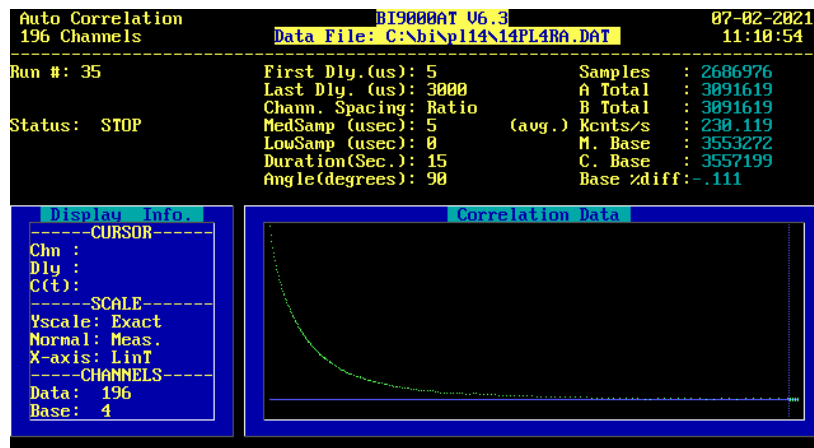 Auto Correlation BI9000AT V6.3 07-02-2021
196 Channels Data File: C:\bi\pl14\14PL4RA.DAT 11:10:54
Run #: 35 First Dly.(us): 5 Samples : 2686976
Last Dly. (us): 3000 A Total : 3091619
Chann. Spacing: Ratio B Total : 3091619
Status: STOP MedSamp (usec): 5 (avg.) Kcnts/s : 230.119
LowSamp (usec): 0 M. Base : 3553272
Duration(Sec.): 15 C. Base : 3557199
Angle(degrees): 90 Base %diff:-.111
Display Info. Correlation Data
------CURSOR------
Chn :
Dly :
C(t):
------SCALE-------
Yscale: Exact
Normal: Meas.
X-axis: LinT
-----CHANNELS-----
Data: 196
Base: 4